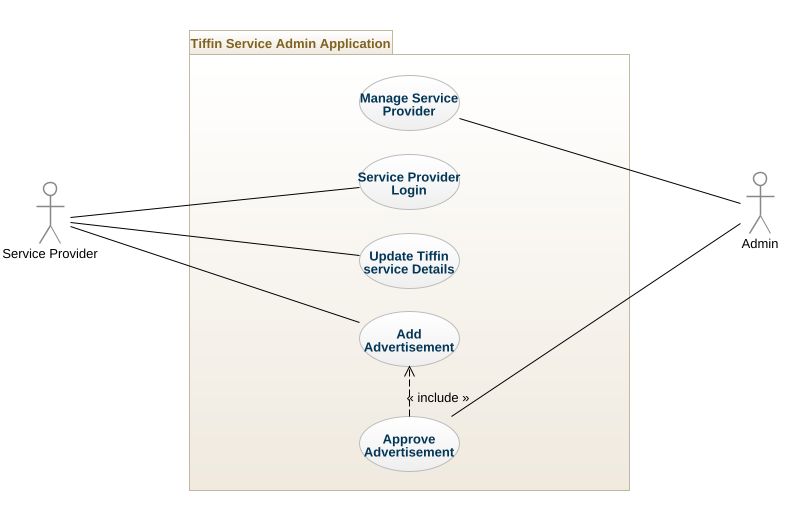 Tiffin Service Admin Application
Manage Service
Provider
Service Provider
Login
Update Tiffin
service Details
Add
Advertisement
« include »
Approve
Advertisement
Service Provider
Admin